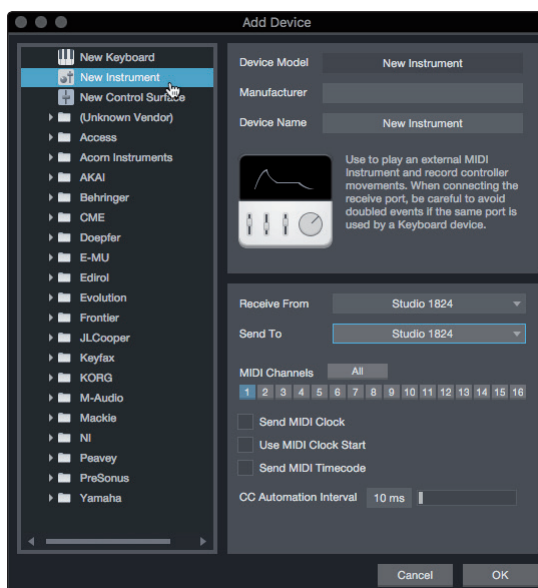 Add Device
New Keyboard
New Instrument
New Control Surface
(Unknown Vendor)
Access
Acorn Instruments
AKAI
Behringer
CME
Doepfer
E-MU
Edirol
Evolution
Frontier
JLCooper
Keyfax
KORG
M-Audio
Mackie
NI
Peavey
PreSonus
Yamaha
Device Model New Instrument
Manufacturer
Device Name New Instrument
Use to play an external MIDI
Instrument and record controller
movements. When connecting the
receive port, be careful to avoid
doubled events if the same port is
used by a Keyboard device.
Receive From Studio 1824
Send To Studio 1824
MIDI Channels All
1 2 3 4 5 6 7 8 9 10 11 12 13 14 15 16
Send MIDI Clock
Use MIDI Clock Start
Send MIDI Timecode
CC Automation Interval 10 ms
Cancel OK